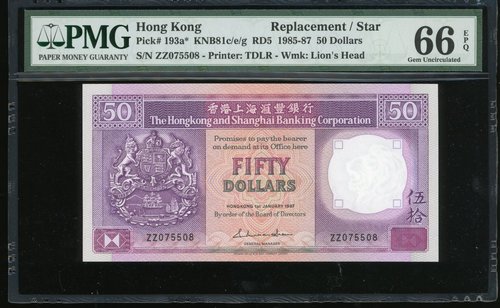 PMG
PAPER MONEY GUARANTY
Hong Kong Replacement / Star
Pick# 193a* KNB81c/e/g RD5 1985-87 50 Dollars
S/N ZZ075508 - Printer: TDLR - Wmk: Lion's Head
66 EPQ
Gem Uncirculated
50
香港上海滙豐銀行
50
The Hongkong and Shanghai Banking Corporation
Promises to pay the bearer
on demand at its Office here
FIFTY
DOLLARS
HONGKONG 1st JANUARY 1987
By order of the Board of Directors
伍拾
ZZ075508
GENERAL MANAGER
ZZ075508